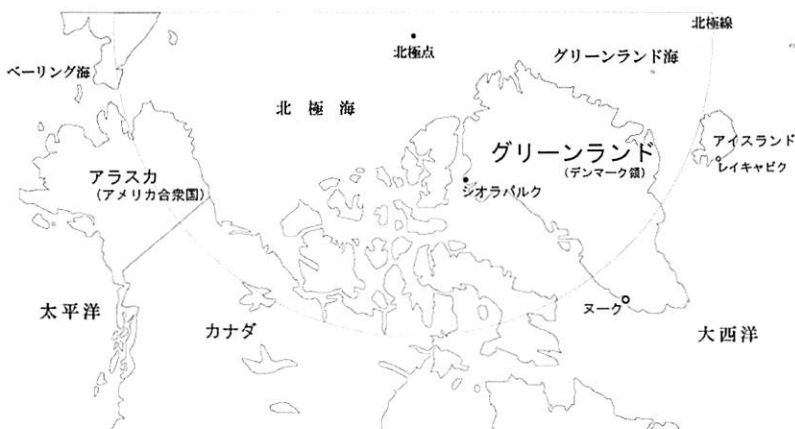 北極線
北極点
グリーンランド海
ベーリング海
北極海
グリーンランド
(デンマーク領)
アイスランド
レイキャビク
アラスカ
(アメリカ合衆国)
シオラパルク
太平洋
カナダ
ヌーク
大西洋